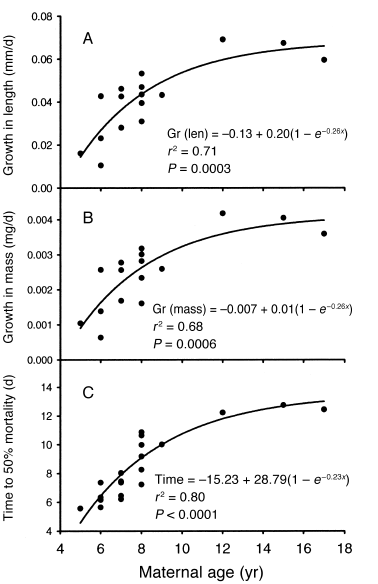 Growth in length (mm/d)
0.08
0.06
0.04
0.02
0.00
A
Gr (len) = –0.13 + 0.20(1 – e^–0.26x)
r² = 0.71
P = 0.0003
Growth in mass (mg/d)
0.004
0.003
0.002
0.001
0.000
B
Gr (mass) = –0.007 + 0.01(1 – e^–0.26x)
r² = 0.68
P = 0.0006
Time to 50% mortality (d)
14
12
10
8
6
4
C
Time = –15.23 + 28.79(1 – e^–0.23x)
r² = 0.80
P < 0.0001
4 6 8 10 12 14 16 18
Maternal age (yr)